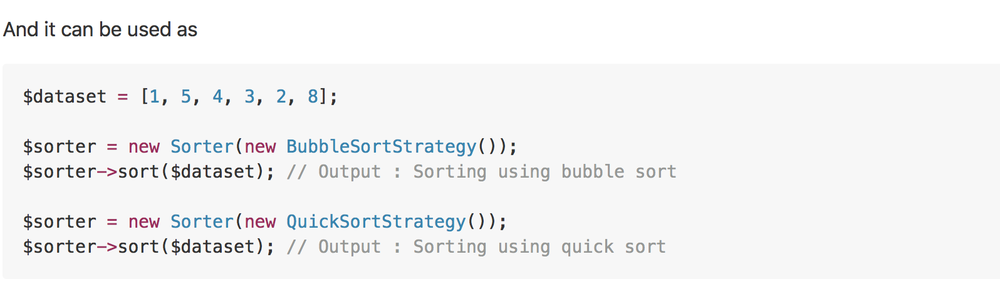 And it can be used as
$dataset = [1, 5, 4, 3, 2, 8];
$sorter = new Sorter(new BubbleSortStrategy());
$sorter->sort($dataset); // Output : Sorting using bubble sort
$sorter = new Sorter(new QuickSortStrategy());
$sorter->sort($dataset); // Output : Sorting using quick sort